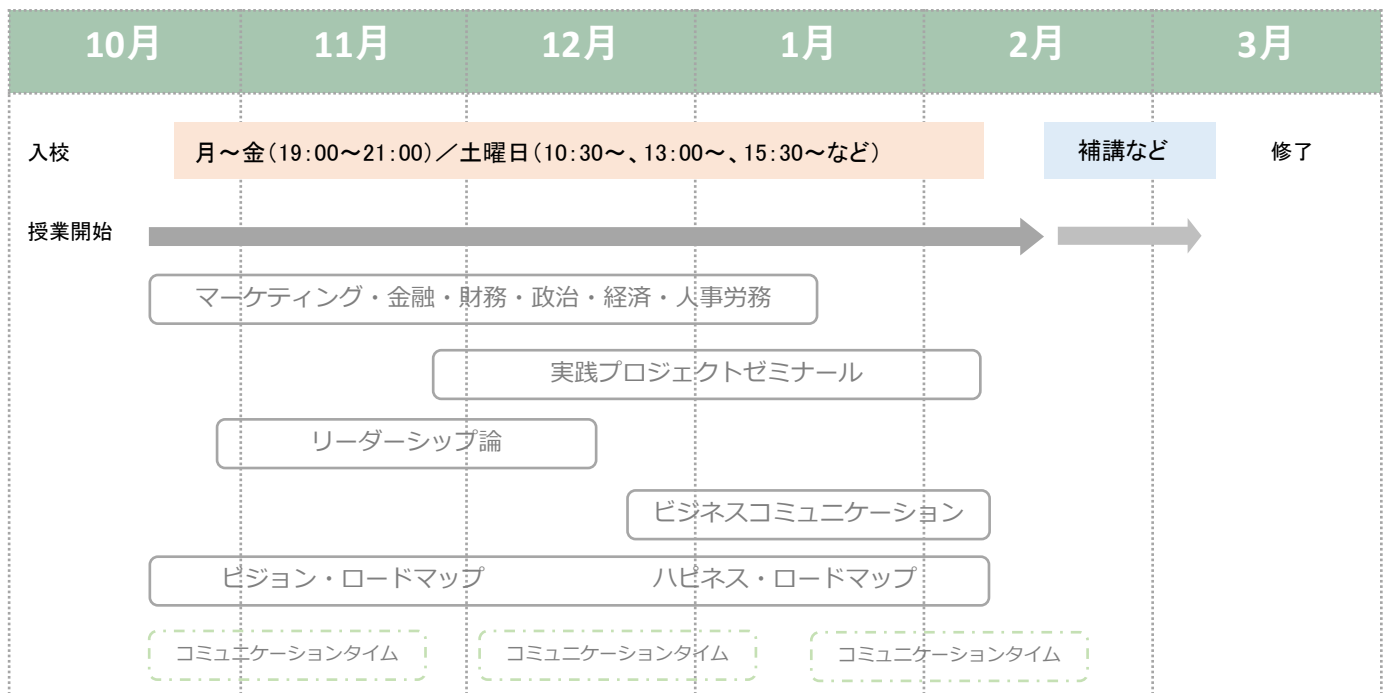 10月 11月 12月 1月 2月 3月
入校 月～金(19:00～21:00)／土曜日(10:30～、13:00～、15:30～など) 補講など 修了
授業開始
マーケティング・金融・財務・政治・経済・人事労務
実践プロジェクトゼミナール
リーダーシップ論
ビジネスコミュニケーション
ビジョン・ロードマップ ハピネス・ロードマップ
コミュニケーションタイム コミュニケーションタイム コミュニケーションタイム